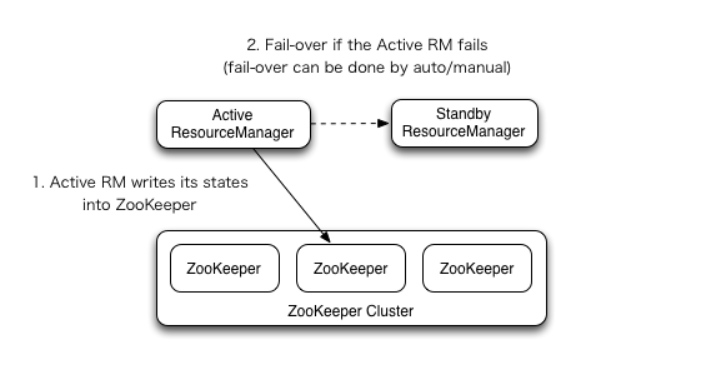 2. Fail-over if the Active RM fails
(fail-over can be done by auto/manual)
Active
ResourceManager
Standby
ResourceManager
1. Active RM writes its states
into ZooKeeper
ZooKeeper
ZooKeeper
ZooKeeper
ZooKeeper Cluster